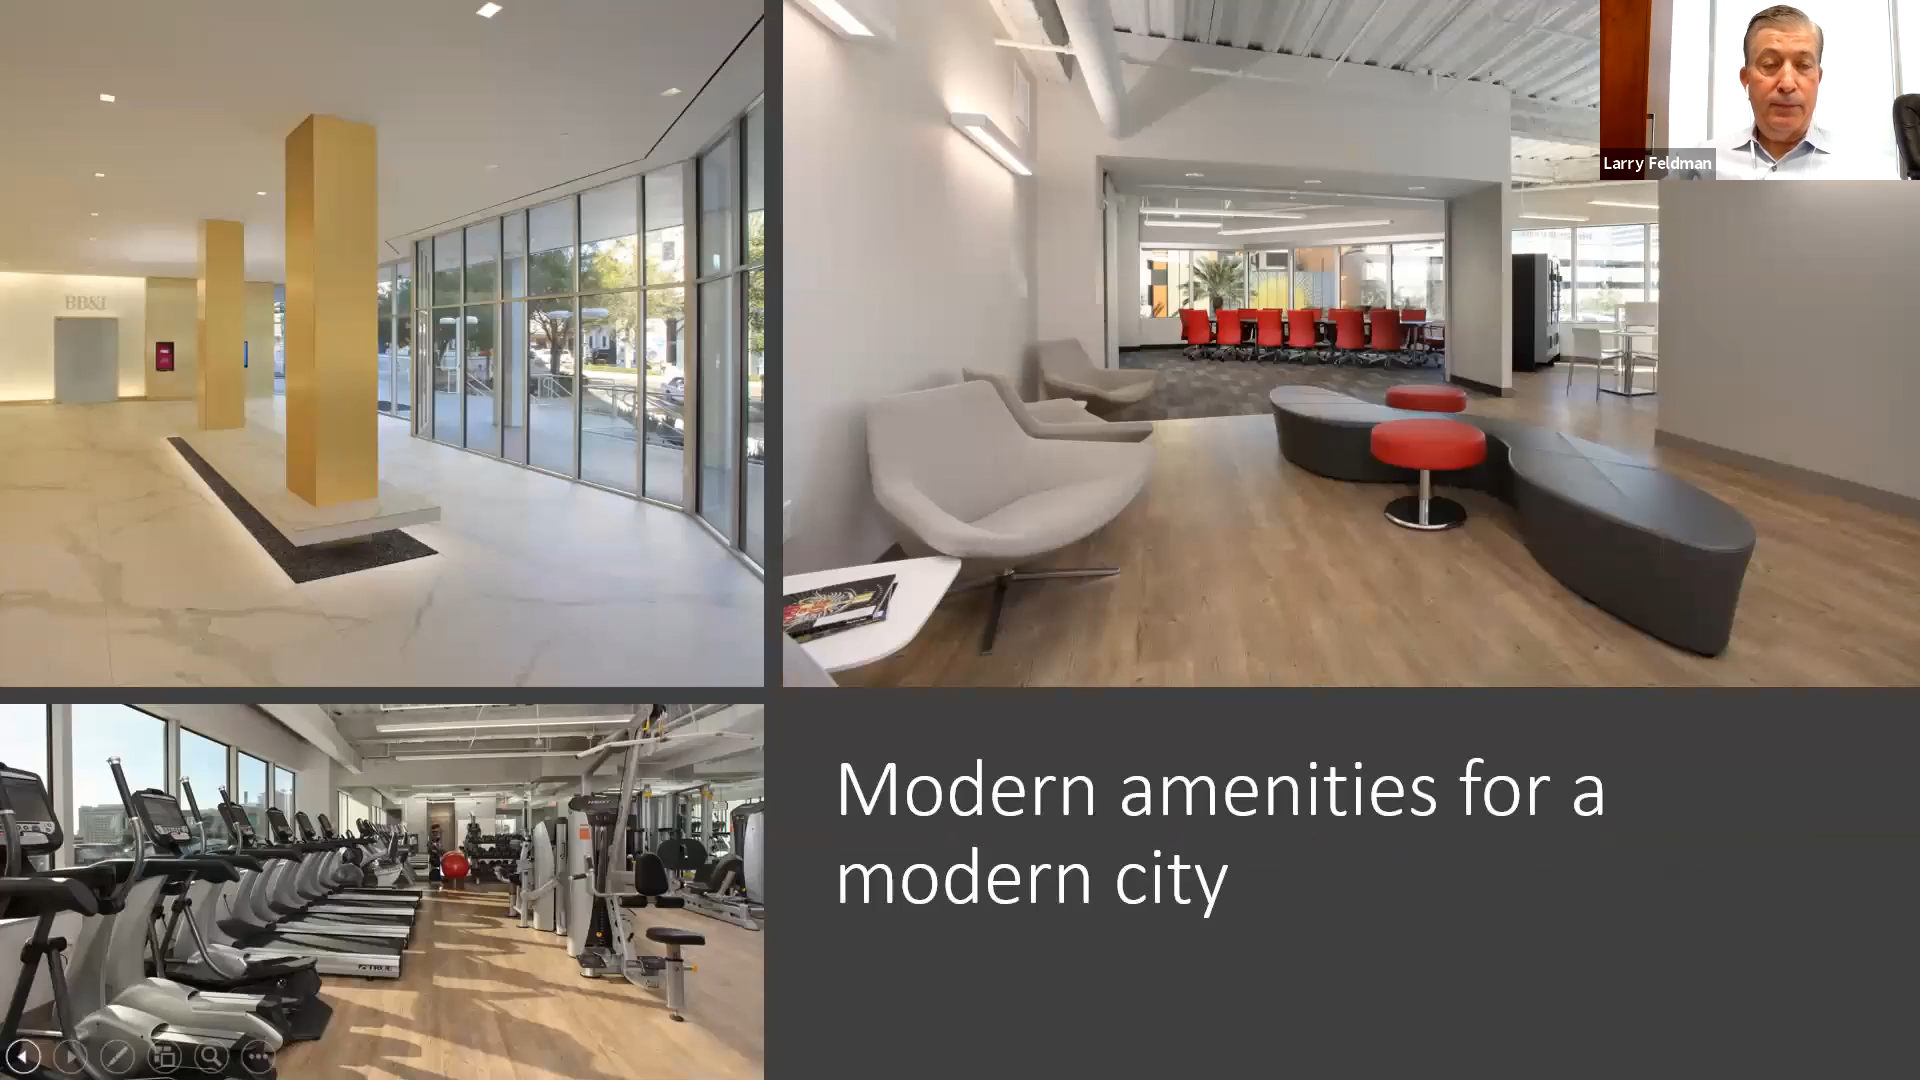 BB&T
Larry Feldman
TRUE
Modern amenities for a
modern city